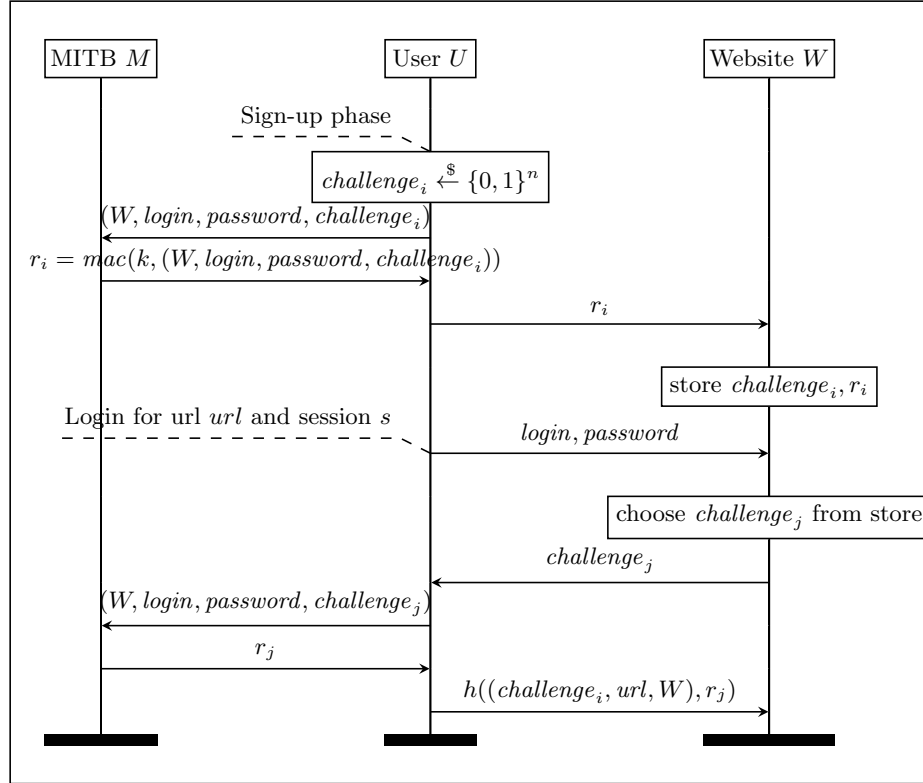 MITB M User U Website W
Sign-up phase
challenge_i $← {0, 1}^n
(W, login, password, challenge_i)
r_i = mac(k, (W, login, password, challenge_i))
r_i
store challenge_i, r_i
Login for url url and session s
login, password
choose challenge_j from store
challenge_j
(W, login, password, challenge_j)
r_j
h((challenge_i, url, W), r_j)